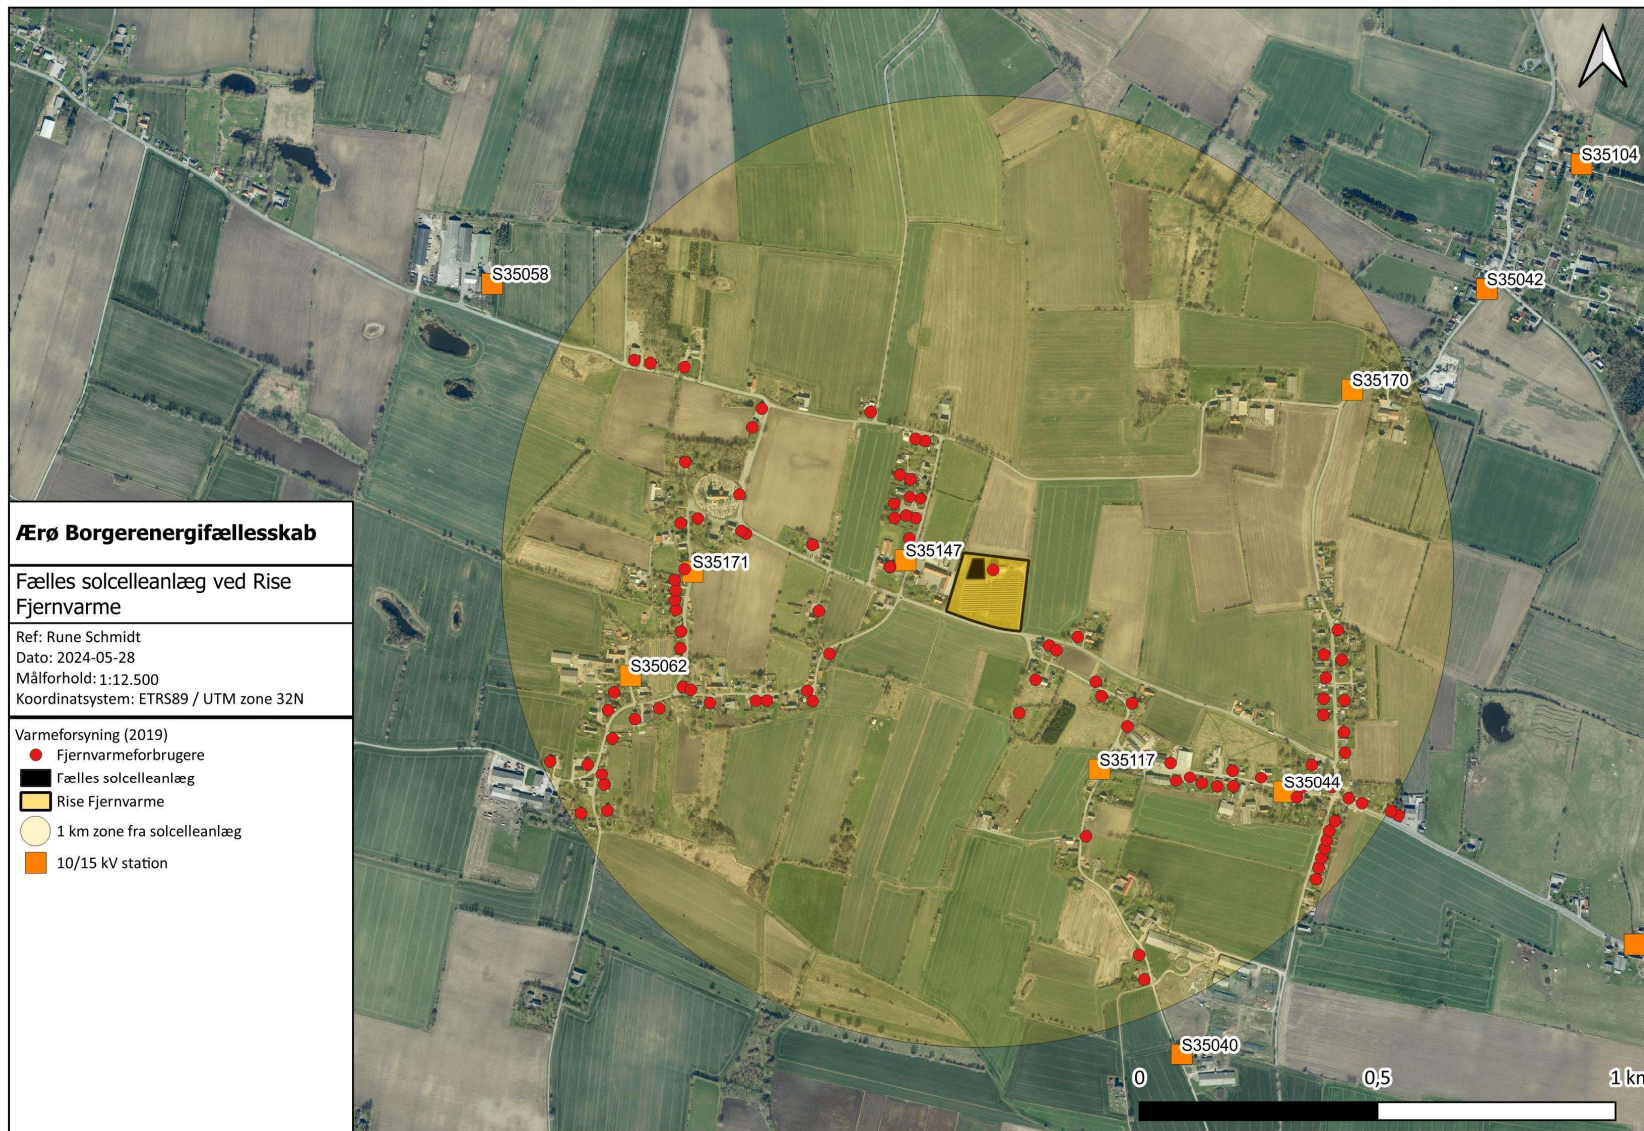 S35104
S35058
S35042
S35170
Ærø Borgerenergifællesskab
Fælles solcelleanlæg ved Rise
Fjernvarme
Ref: Rune Schmidt
Dato: 2024-05-28
Målforhold: 1:12.500
Koordinatsystem: ETRS89 / UTM zone 32N
Varmeforsyning (2019)
Fjernvarmeforbrugere
Fælles solcelleanlæg
Rise Fjernvarme
1 km zone fra solcelleanlæg
10/15 kV station
S35147
S35171
S35062
S35117
S35044
S35040
0 0,5 1 km